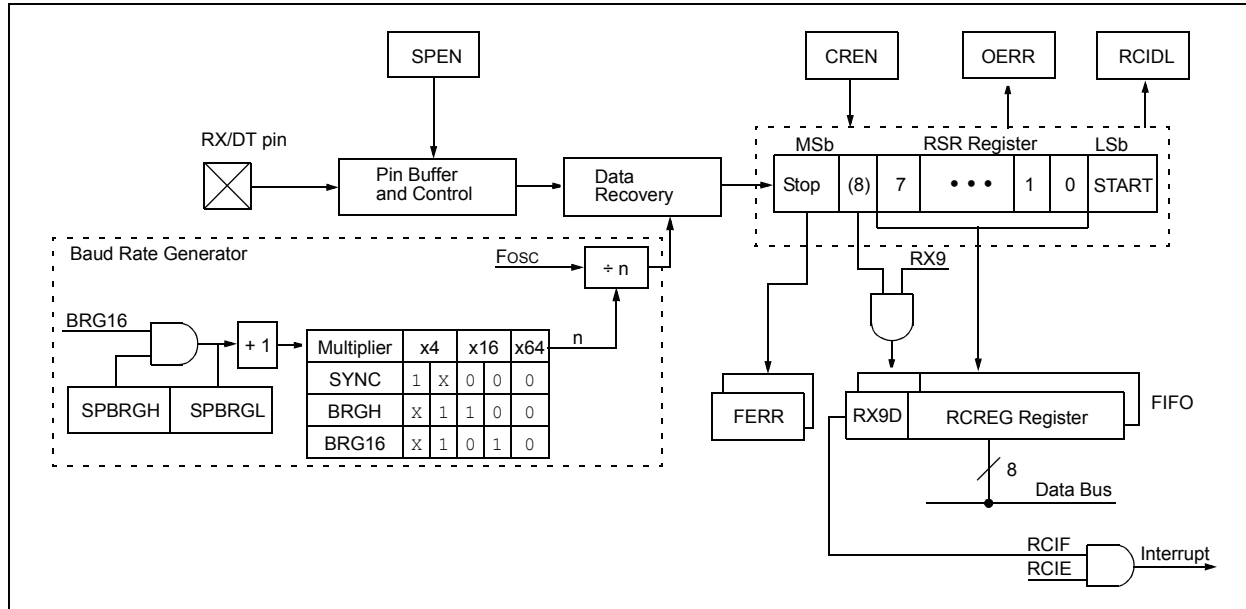 SPEN
CREN
OERR
RCIDL
RX/DT pin
Pin Buffer
and Control
Data
Recovery
MSb
RSR Register
LSb
Stop (8) 7 • • • 1 0 START
Baud Rate Generator
FOSC
÷ n
RX9
BRG16
+ 1
n
Multiplier x4 x16 x64
SYNC 1 X 0 0 0
BRGH X 1 1 0 0
BRG16 X 1 0 1 0
SPBRGH SPBRGL
FERR
RX9D RCREG Register
FIFO
8
Data Bus
RCIF
RCIE
Interrupt